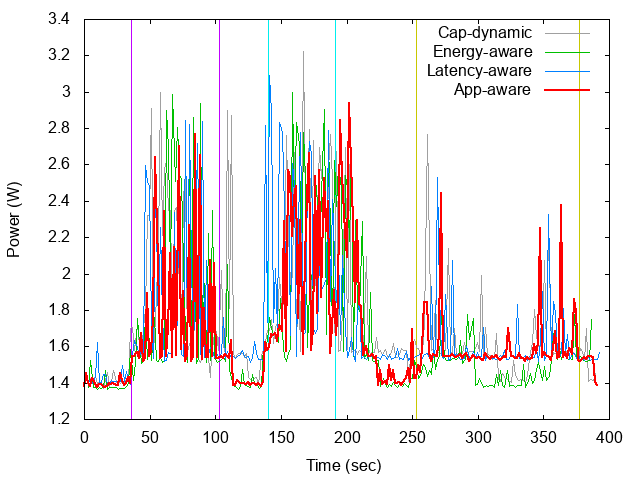 3.4
3.2
3
2.8
2.6
2.4
2.2
2
1.8
1.6
1.4
1.2
Power (W)
Cap-dynamic
Energy-aware
Latency-aware
App-aware
0 50 100 150 200 250 300 350 400
Time (sec)